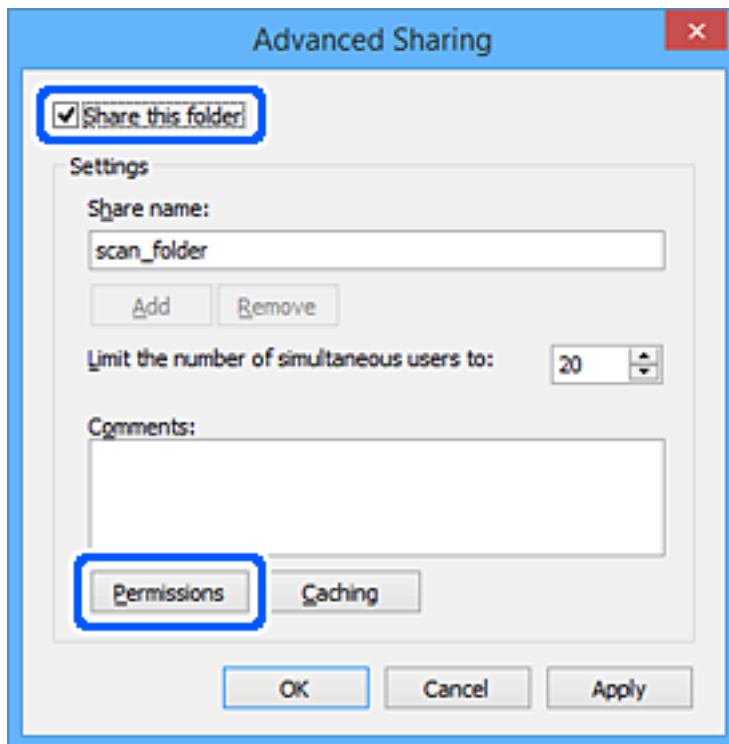 Advanced Sharing
Share this folder
Settings
Share name:
scan_folder
Add Remove
Limit the number of simultaneous users to: 20
Comments:
Permissions Caching
OK Cancel Apply